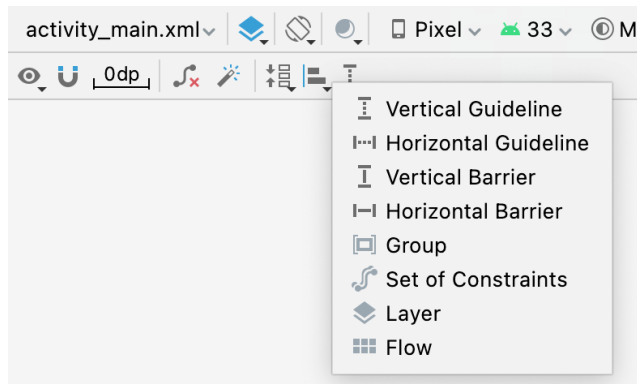 activity_main.xml Pixel 33 M
0dp
Vertical Guideline
Horizontal Guideline
Vertical Barrier
Horizontal Barrier
Group
Set of Constraints
Layer
Flow